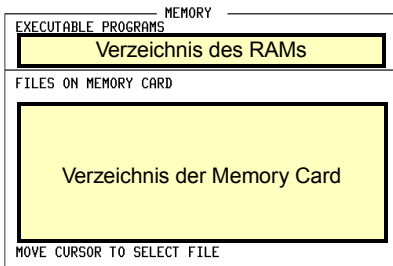 MEMORY
EXECUTABLE PROGRAMS
Verzeichnis des RAMs
FILES ON MEMORY CARD
Verzeichnis der Memory Card
MOVE CURSOR TO SELECT FILE